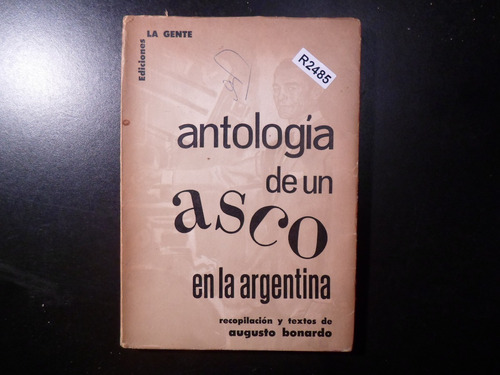 Ediciones LA GENTE
R2485
antología
de un
asco
en la argentina
recopilación y textos de
augusto bonardo